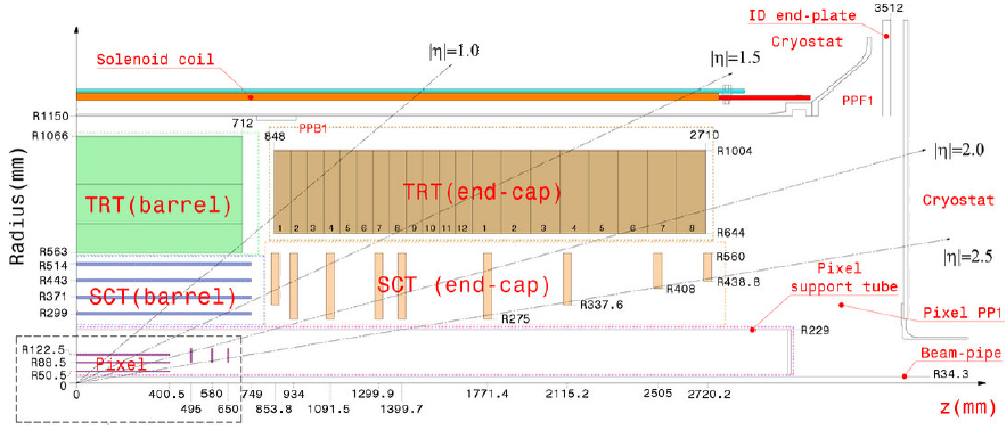 3512
ID end-plate
Cryostat
|η|=1.0
|η|=1.5
Solenoid coil
PPF1
R1150
712
PPB1
R1066
848
2710
R1004
|η|=2.0
Radius(mm)
TRT(barrel)
TRT(end-cap)
Cryostat
1 2 3 4 5 6 7 8 9 10 11 12 1 2 3 4 5 6 7 8
R644
R563
R560
|η|=2.5
R514
R443
R438.8
R408
SCT(barrel)
SCT (end-cap)
Pixel
support tube
R371
R337.6
R299
R275
Pixel PP1
R229
R122.5
R88.5
R50.5
Pixel
Beam-pipe
R34.3
0
0
400.5
580
749
934
1299.9
1771.4
2115.2
2505
2720.2
495
650
853.8
1091.5
1399.7
z(mm)